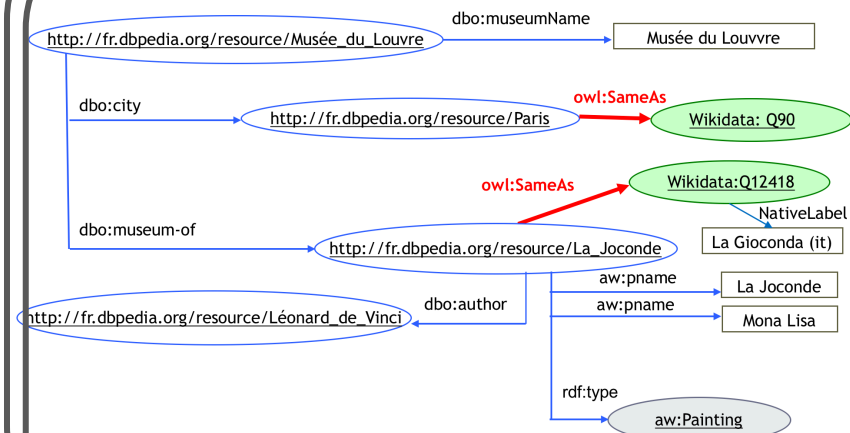 dbo:museumName
http://fr.dbpedia.org/resource/Musée_du_Louvre
Musée du Louvvre
owl:SameAs
dbo:city
http://fr.dbpedia.org/resource/Paris
Wikidata: Q90
owl:SameAs
Wikidata:Q12418
NativeLabel
dbo:museum-of
La Gioconda (it)
http://fr.dbpedia.org/resource/La_Joconde
aw:pname
La Joconde
dbo:author
aw:pname
http://fr.dbpedia.org/resource/Léonard_de_Vinci
Mona Lisa
rdf:type
aw:Painting